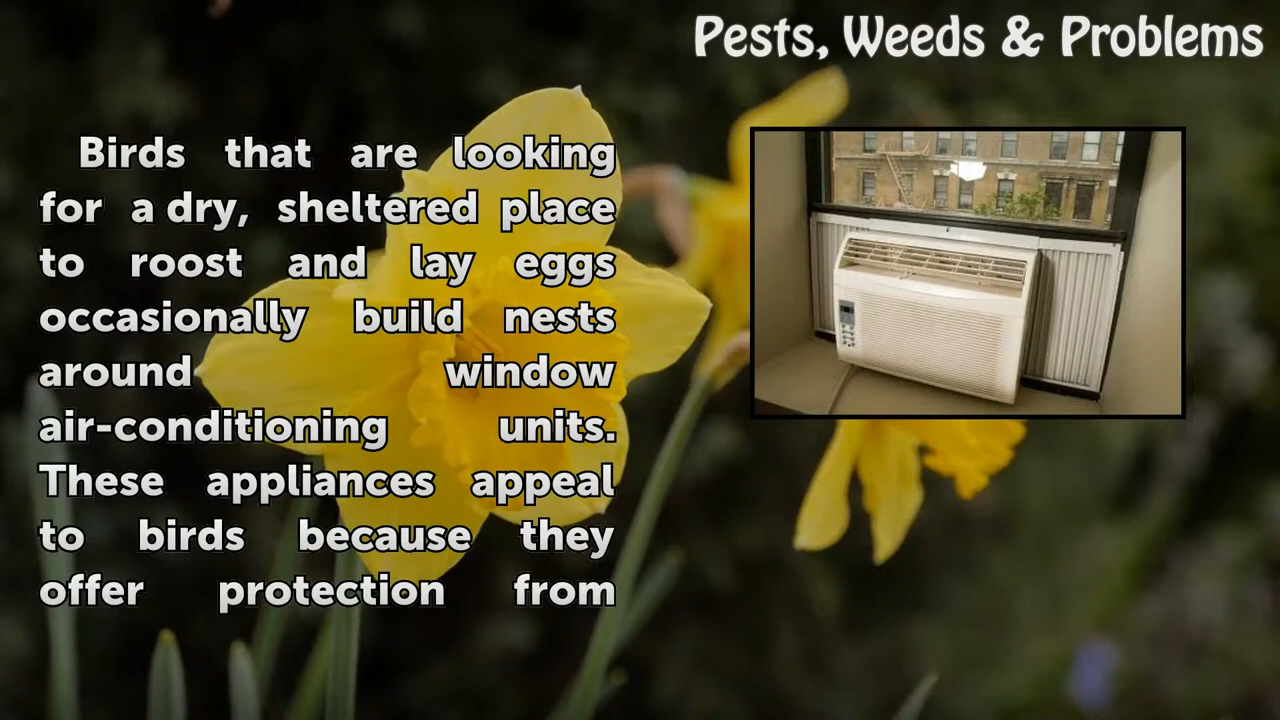 Pests, Weeds & Problems
Birds that are looking
for a dry, sheltered place
to roost and lay eggs
occasionally build nests
around window
air-conditioning units.
These appliances appeal
to birds because they
offer protection from